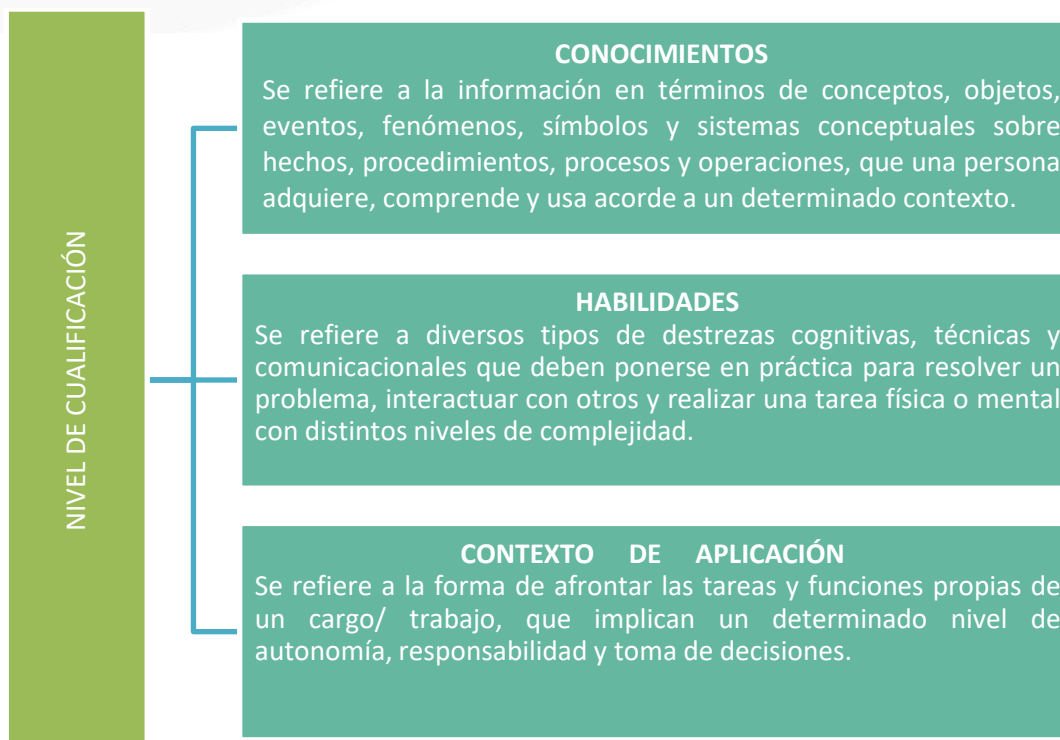 NIVEL DE CUALIFICACIÓN
CONOCIMIENTOS
Se refiere a la información en términos de conceptos, objetos,
eventos, fenómenos, símbolos y sistemas conceptuales sobre
hechos, procedimientos, procesos y operaciones, que una persona
adquiere, comprende y usa acorde a un determinado contexto.
HABILIDADES
Se refiere a diversos tipos de destrezas cognitivas, técnicas y
comunicacionales que deben ponerse en práctica para resolver un
problema, interactuar con otros y realizar una tarea física o mental
con distintos niveles de complejidad.
CONTEXTO DE APLICACIÓN
Se refiere a la forma de afrontar las tareas y funciones propias de
un cargo/ trabajo, que implican un determinado nivel de
autonomía, responsabilidad y toma de decisiones.